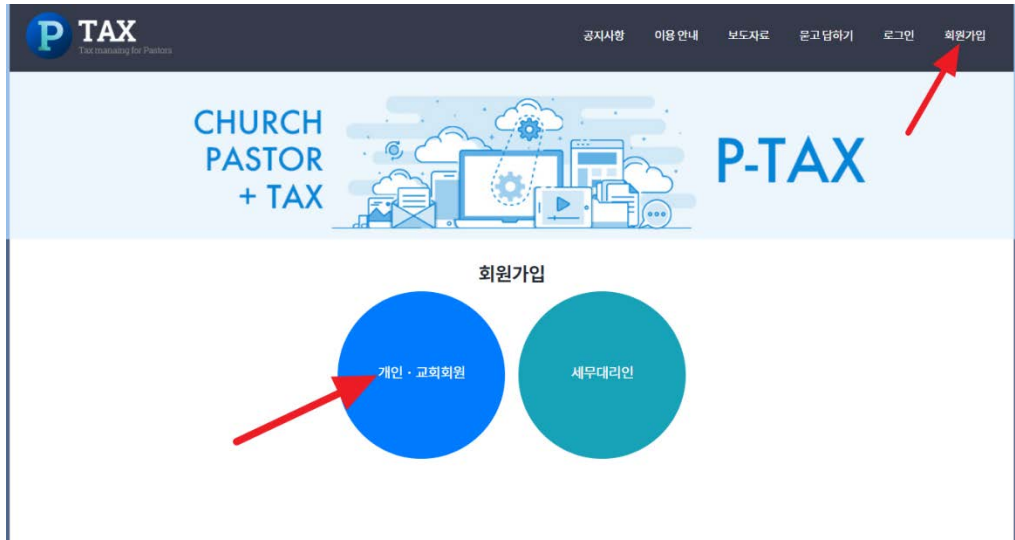 P TAX
Tax managing for Pastors
공지사항 이용 안내 보도자료 묻고 답하기 로그인 회원가입
CHURCH
PASTOR
+ TAX
P-TAX
회원가입
개인 · 교회회원
세무대리인